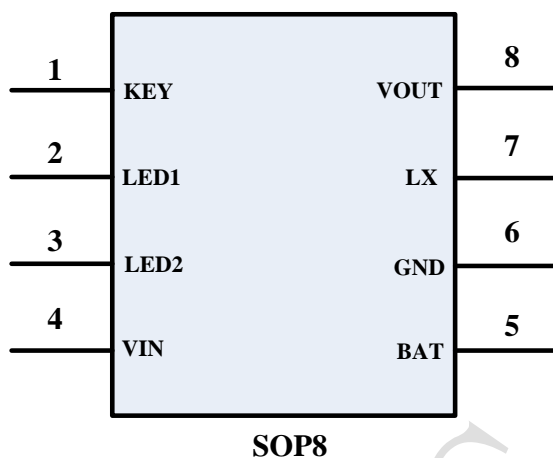 1 KEY VOUT 8
2 LED1 LX 7
3 LED2 GND 6
4 VIN BAT 5
SOP8